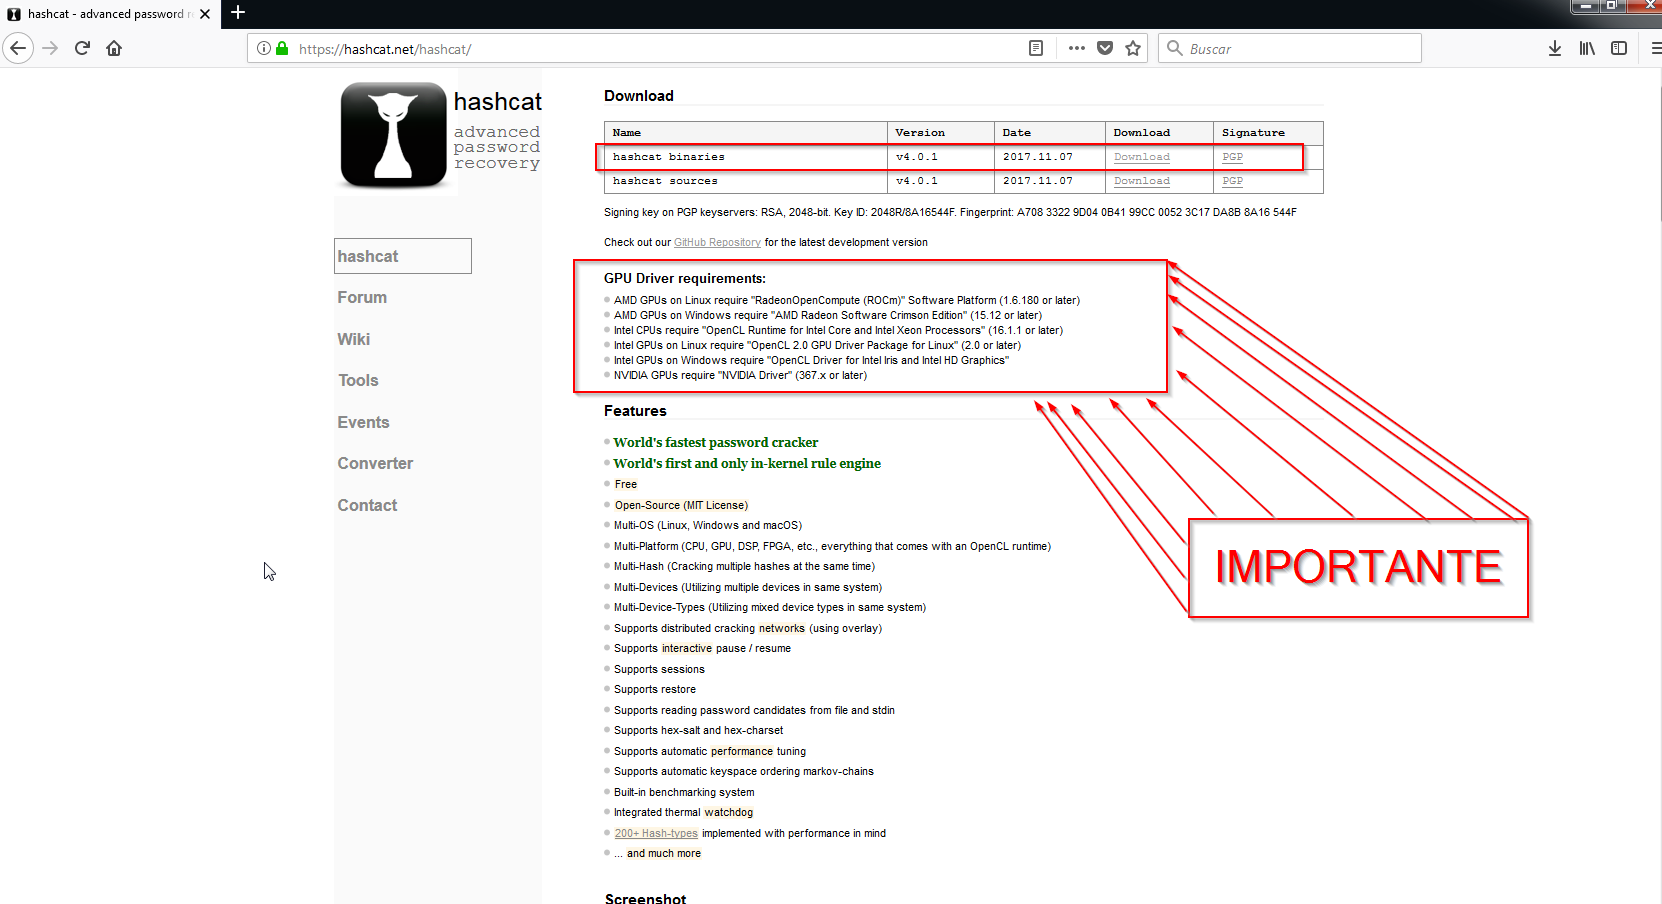 hashcat - advanced password r
https://hashcat.net/hashcat/
Buscar
hashcat
advanced
password
recovery
hashcat
Forum
Wiki
Tools
Events
Converter
Contact
Download
Name Version Date Download Signature
hashcat binaries v4.0.1 2017.11.07 Download PGP
hashcat sources v4.0.1 2017.11.07 Download PGP
Signing key on PGP keyservers: RSA, 2048-bit. Key ID: 2048R/8A16544F. Fingerprint: A708 3322 9D04 0B41 99CC 0052 3C17 DA8B 8A16 544F
Check out our GitHub Repository for the latest development version
GPU Driver requirements:
AMD GPUs on Linux require "RadeonOpenCompute (ROCm)" Software Platform (1.6.180 or later)
AMD GPUs on Windows require "AMD Radeon Software Crimson Edition" (15.12 or later)
Intel CPUs require "OpenCL Runtime for Intel Core and Intel Xeon Processors" (16.1.1 or later)
Intel GPUs on Linux require "OpenCL 2.0 GPU Driver Package for Linux" (2.0 or later)
Intel GPUs on Windows require "OpenCL Driver for Intel Iris and Intel HD Graphics"
NVIDIA GPUs require "NVIDIA Driver" (367.x or later)
Features
World's fastest password cracker
World's first and only in-kernel rule engine
Free
Open-Source (MIT License)
Multi-OS (Linux, Windows and macOS)
Multi-Platform (CPU, GPU, DSP, FPGA, etc., everything that comes with an OpenCL runtime)
Multi-Hash (Cracking multiple hashes at the same time)
Multi-Devices (Utilizing multiple devices in same system)
Multi-Device-Types (Utilizing mixed device types in same system)
Supports distributed cracking networks (using overlay)
Supports interactive pause / resume
Supports sessions
Supports restore
Supports reading password candidates from file and stdin
Supports hex-salt and hex-charset
Supports automatic performance tuning
Supports automatic keyspace ordering markov-chains
Built-in benchmarking system
Integrated thermal watchdog
200+ Hash-types implemented with performance in mind
... and much more
Screenshot
IMPORTANTE